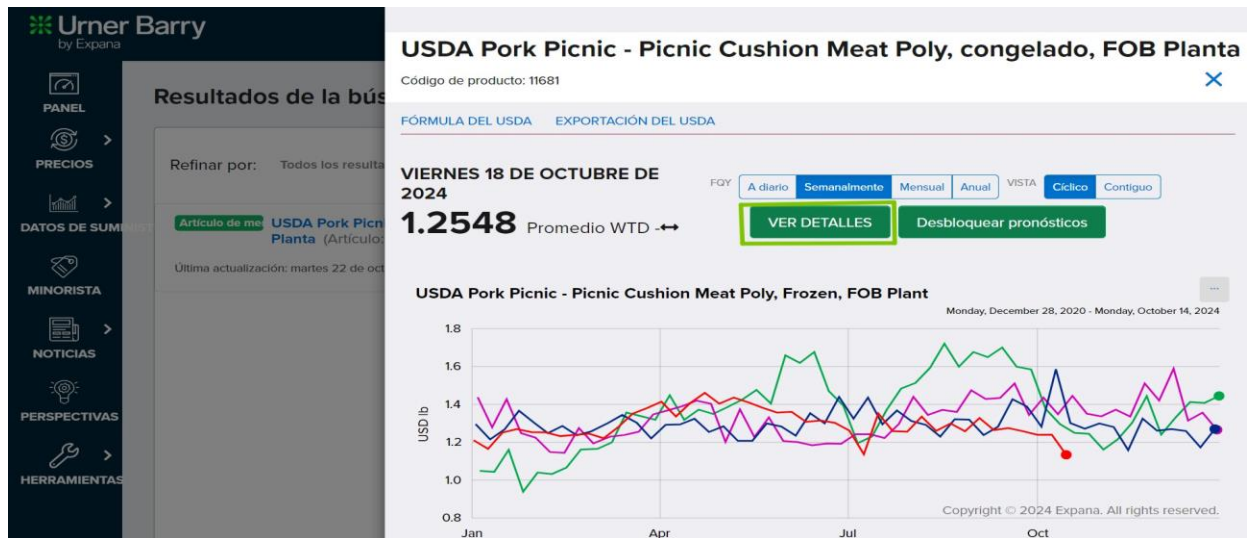 Urner Barry
by Expana
PANEL
PRECIOS
DATOS DE SUMINIST
MINORISTA
NOTICIAS
PERSPECTIVAS
HERRAMIENTAS
Resultados de la bús
Refinar por: Todos los resulta
Artículo de mer USDA Pork Picn
Planta (Artículo:
Última actualización: martes 22 de oct
USDA Pork Picnic - Picnic Cushion Meat Poly, congelado, FOB Planta
Código de producto: 11681
FÓRMULA DEL USDA EXPORTACIÓN DEL USDA
VIERNES 18 DE OCTUBRE DE
2024
1.2548 Promedio WTD -
FQY A diario Semanalmente Mensual Anual VISTA Cíclico Contiguo
VER DETALLES Desbloquear pronósticos
USDA Pork Picnic - Picnic Cushion Meat Poly, Frozen, FOB Plant
...
Monday, December 28, 2020 - Monday, October 14, 2024
USD lb
1.8
1.6
1.4
1.2
1.0
0.8
Jan Apr Jul Oct
Copyright © 2024 Expana. All rights reserved.